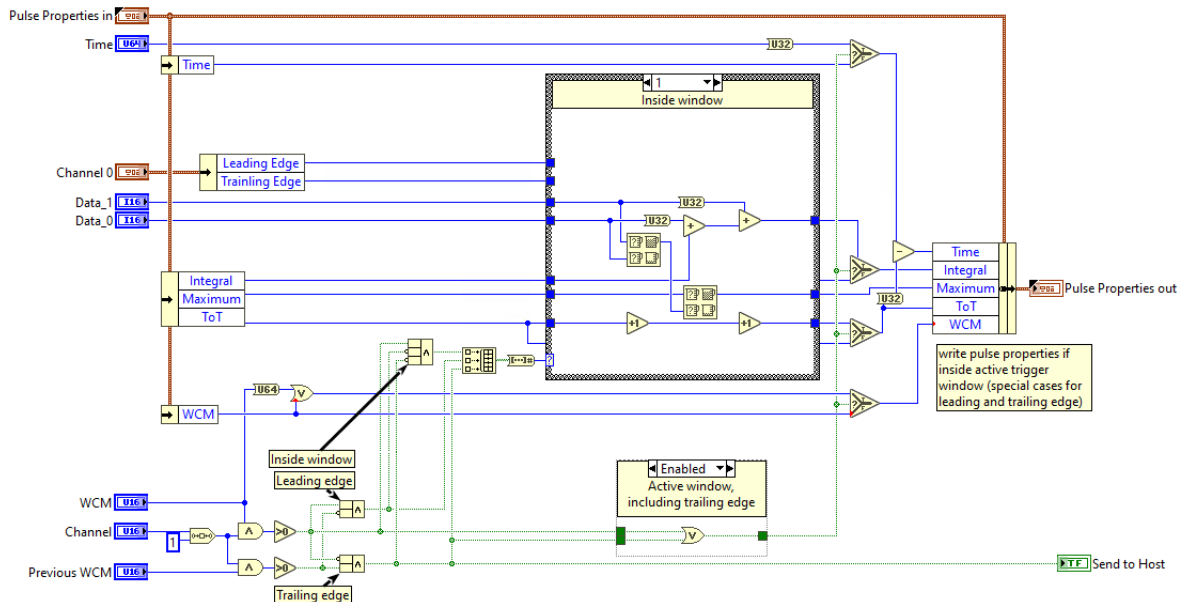 Pulse Properties in
Time
U64
U32
Time
1
Inside window
Channel 0
Leading Edge
Trainling Edge
Data_1
I16
U32
Data_0
I16
U32
+
+
Integral
Maximum
ToT
+1
+1
-
Time
Integral
Maximum
ToT
WCM
U32
Pulse Properties out
write pulse properties if
inside active trigger
window (special cases for
leading and trailing edge)
U64
V
WCM
Inside window
Leading edge
Enabled
Active window,
including trailing edge
V
WCM
U16
Channel
U16
1
>0
Previous WCM
U16
>0
Trailing edge
TF
Send to Host